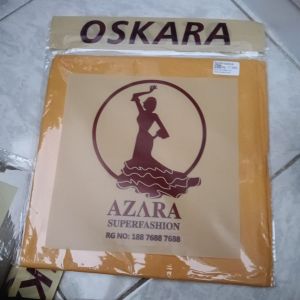 OSKARA
AZARA
SUPERFASHION
RG NO: 188 7688 7688